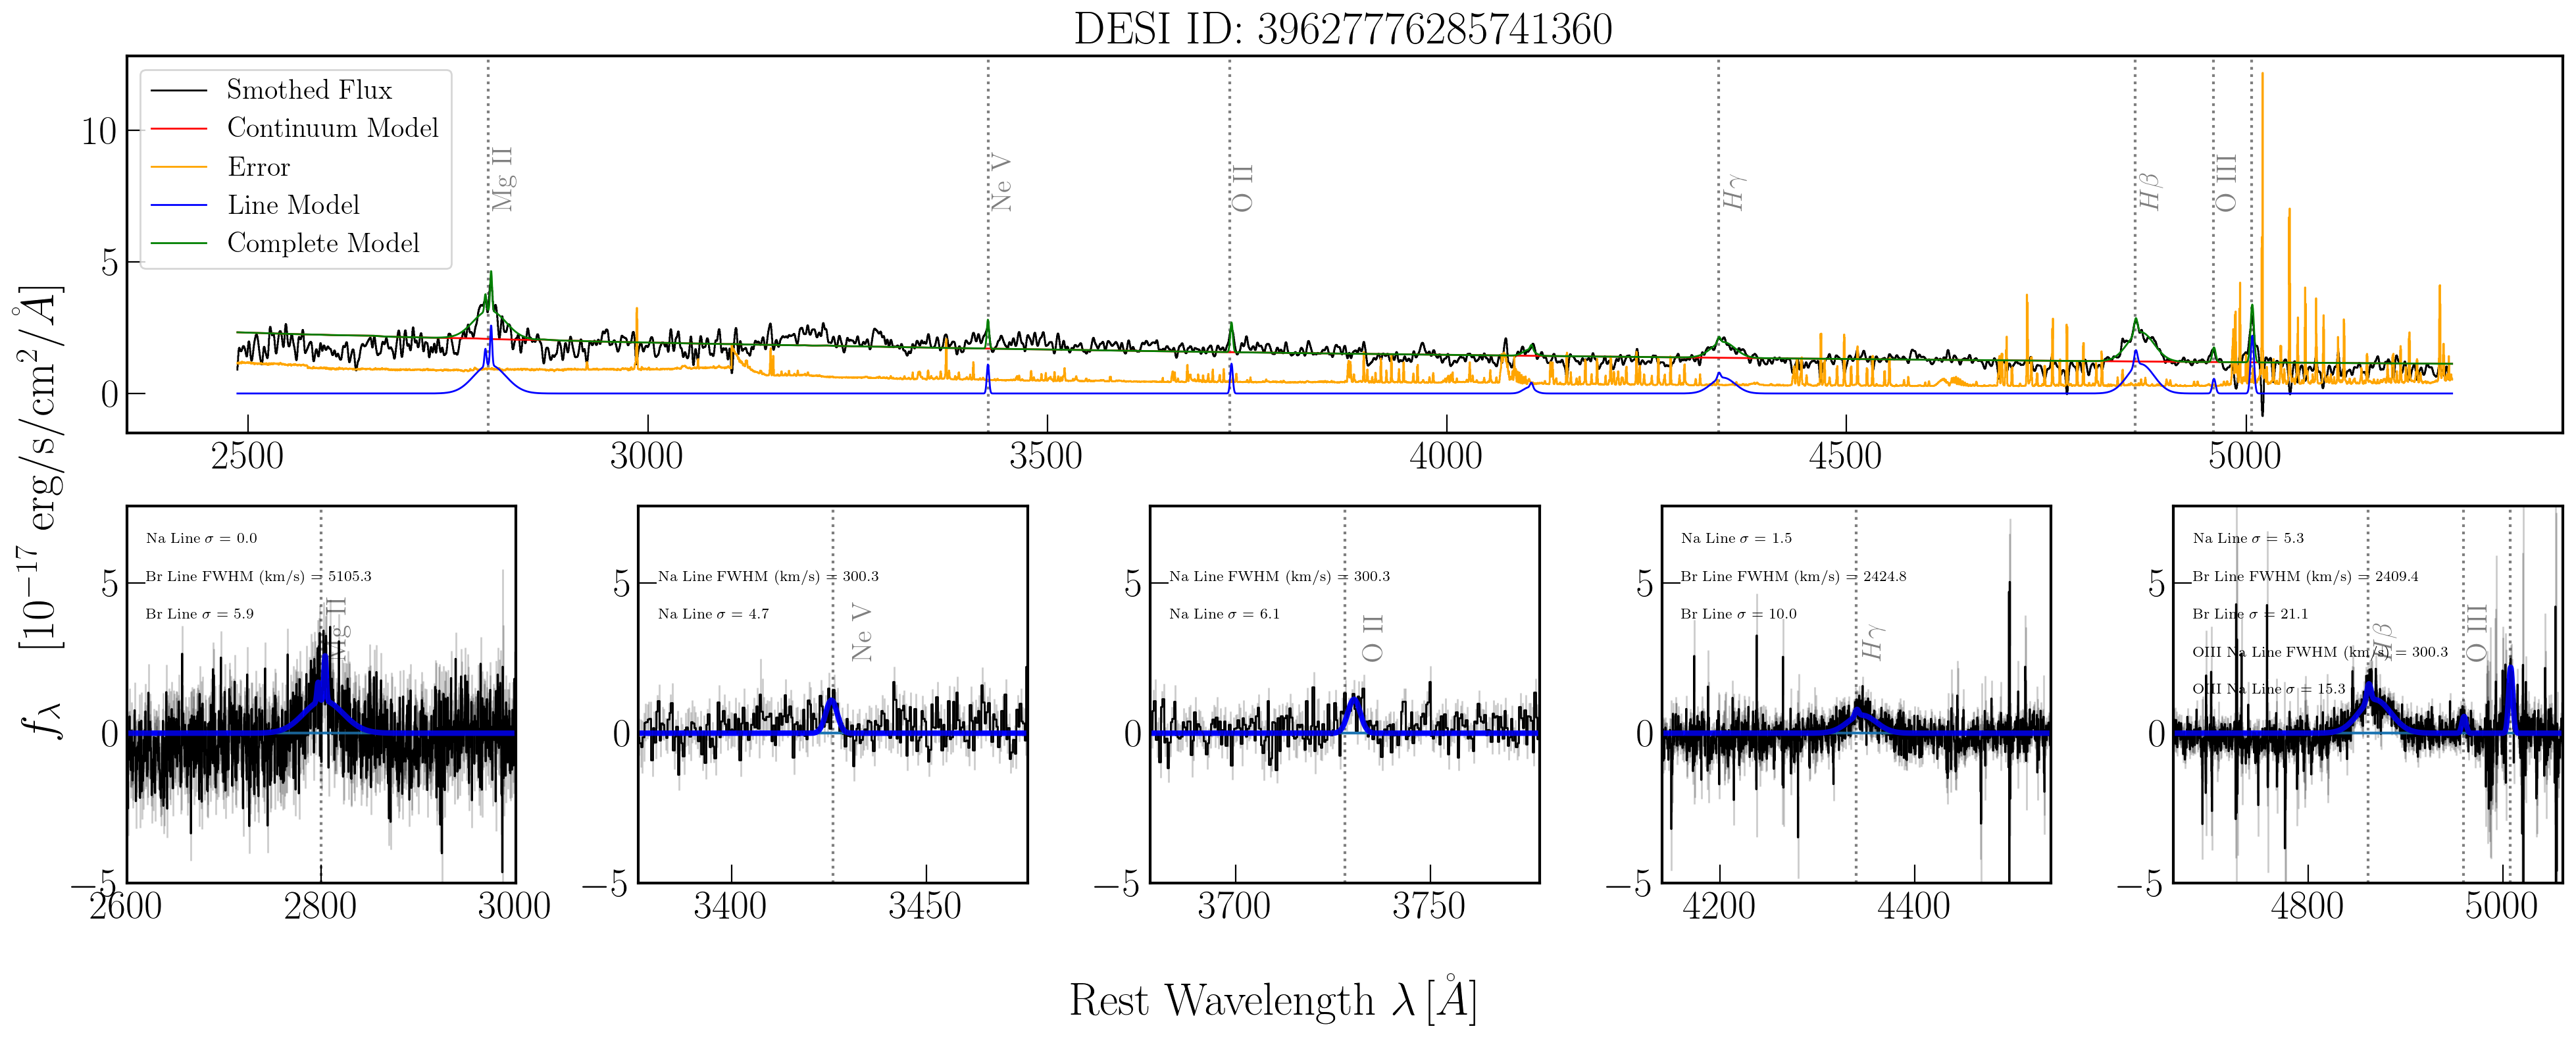 DESI ID: 39627776285741360
Smothed Flux
Continuum Model
Error
Line Model
Complete Model
Mg II
Ne V
O II
Hγ
Hβ
O III
10
5
0
2500 3000 3500 4000 4500 5000
f_λ [10^{-17} erg/s/cm^2/Å]
Na Line σ = 0.0
Br Line FWHM (km/s) = 5105.3
Br Line σ = 5.9
Mg II
5
0
−5
2600 2800 3000
Na Line FWHM (km/s) = 300.3
Na Line σ = 4.7
Ne V
5
0
−5
3400 3450
Na Line FWHM (km/s) = 300.3
Na Line σ = 6.1
O II
5
0
−5
3700 3750
Na Line σ = 1.5
Br Line FWHM (km/s) = 2424.8
Br Line σ = 10.0
Hγ
5
0
−5
4200 4400
Na Line σ = 5.3
Br Line FWHM (km/s) = 2409.4
Br Line σ = 21.1
OIII Na Line FWHM (km/s) = 300.3
OIII Na Line σ = 15.3
Hβ
O III
5
0
−5
4800 5000
Rest Wavelength λ [Å]